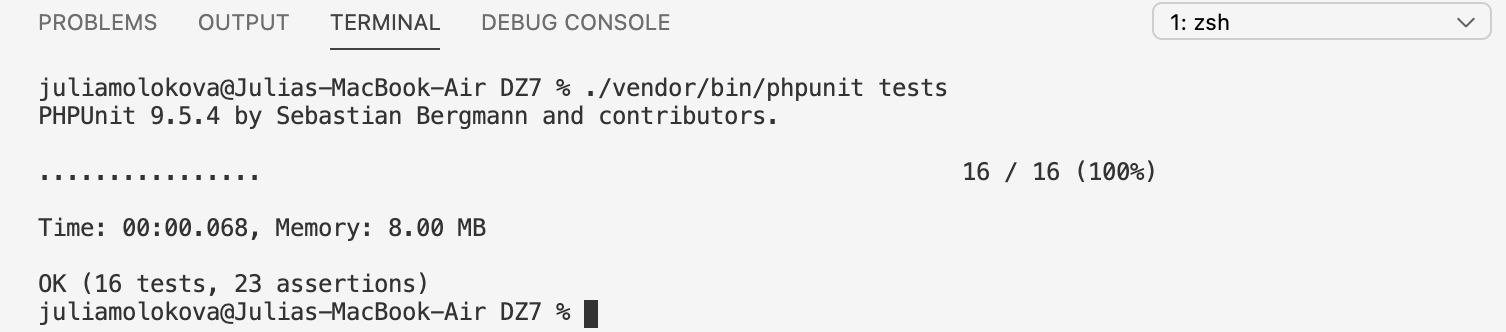 PROBLEMS OUTPUT TERMINAL DEBUG CONSOLE 1: zsh
juliamolokova@Julias-MacBook-Air DZ7 % ./vendor/bin/phpunit tests
PHPUnit 9.5.4 by Sebastian Bergmann and contributors.
................ 16 / 16 (100%)
Time: 00:00.068, Memory: 8.00 MB
OK (16 tests, 23 assertions)
juliamolokova@Julias-MacBook-Air DZ7 %